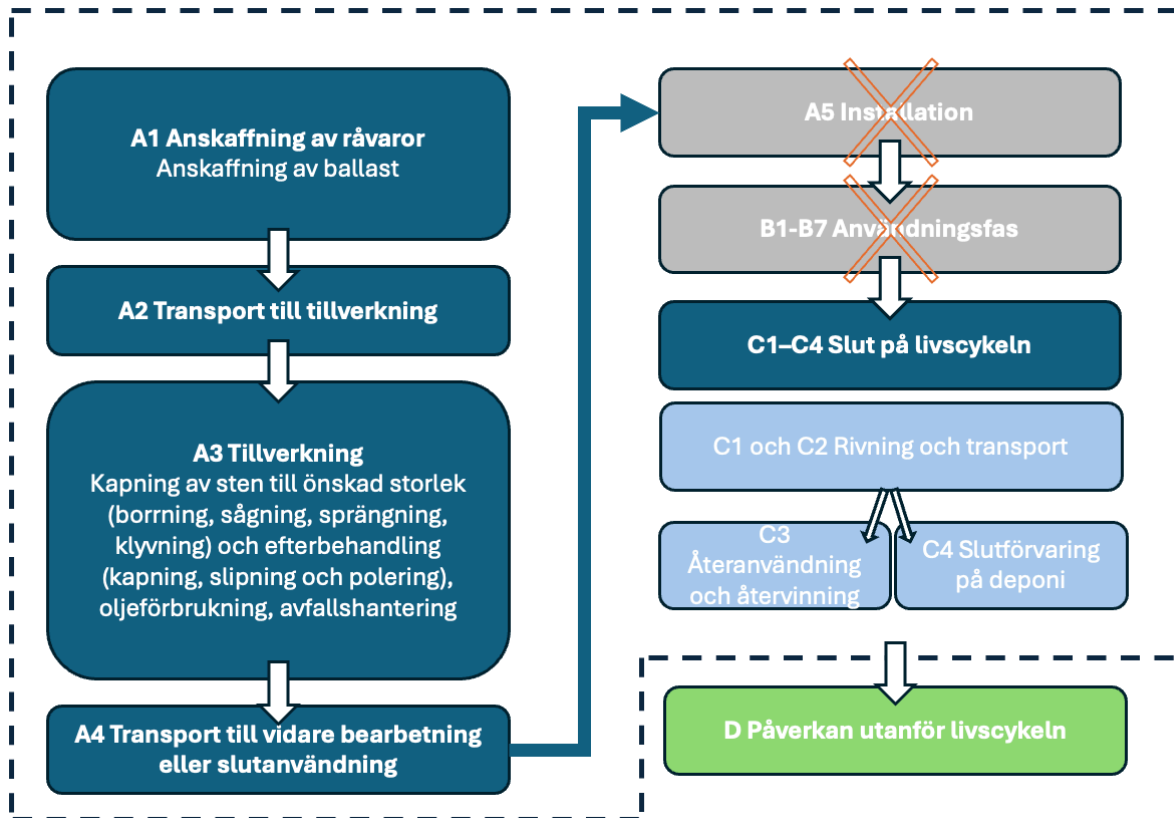 A1 Anskaffning av råvaror
Anskaffning av ballast
A2 Transport till tillverkning
A3 Tillverkning
Kapning av sten till önskad storlek
(borrning, sågning, sprängning,
klyvning) och efterbehandling
(kapning, slipning och polering),
oljeförbrukning, avfallshantering
A4 Transport till vidare bearbetning
eller slutanvändning
A5 Installation
B1-B7 Användningsfas
C1–C4 Slut på livscykeln
C1 och C2 Rivning och transport
C3
Återanvändning
och återvinning
C4 Slutförvaring
på deponi
D Påverkan utanför livscykeln